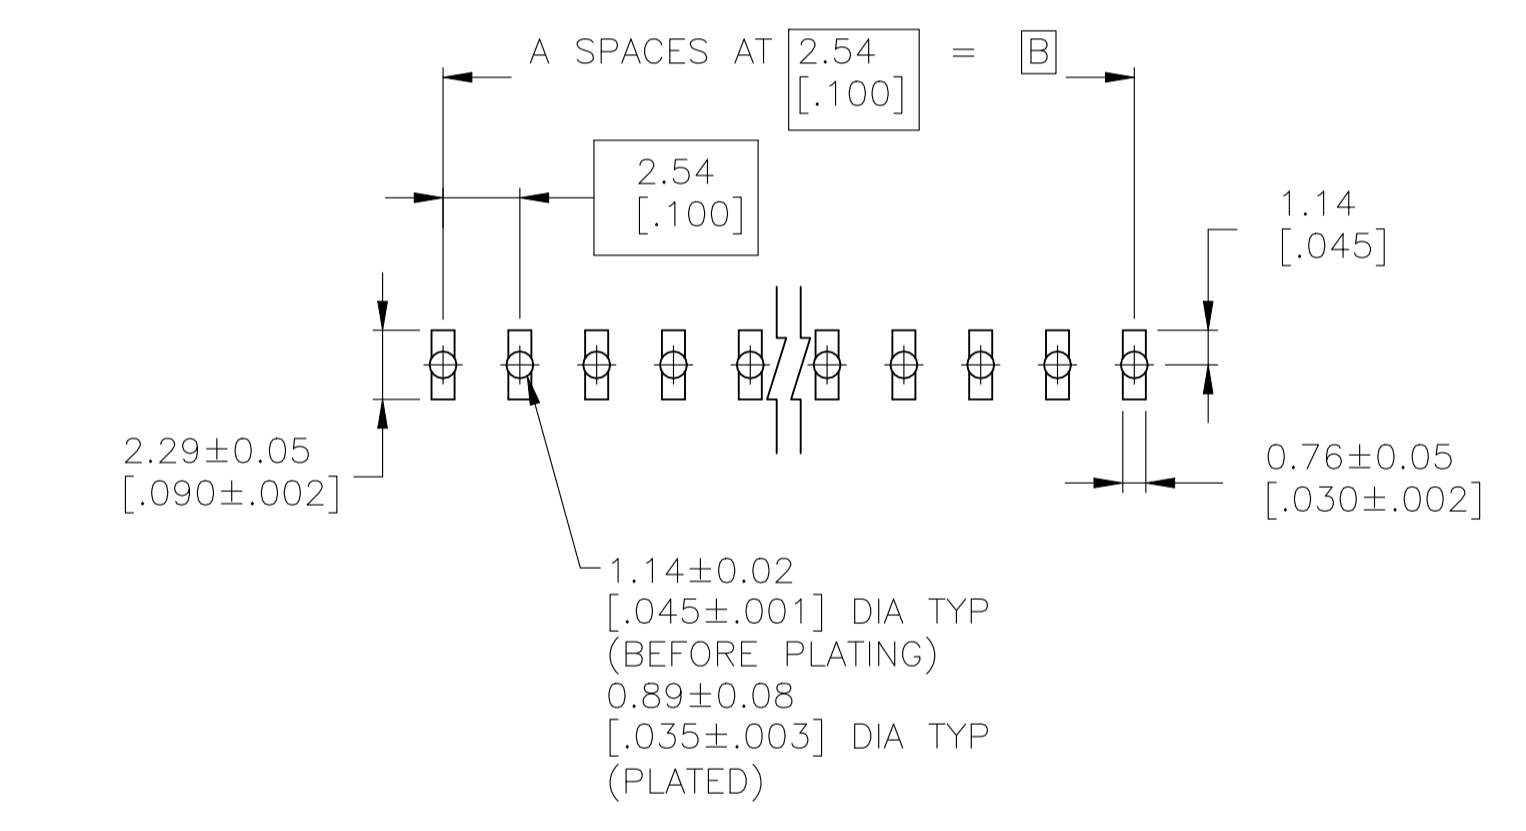 A SPACES AT 2.54 = B
[.100]
2.54
[.100]
1.14
[.045]
2.29±0.05
[.090±.002]
0.76±0.05
[.030±.002]
1.14±0.02
[.045±.001] DIA TYP
(BEFORE PLATING)
0.89±0.08
[.035±.003] DIA TYP
(PLATED)